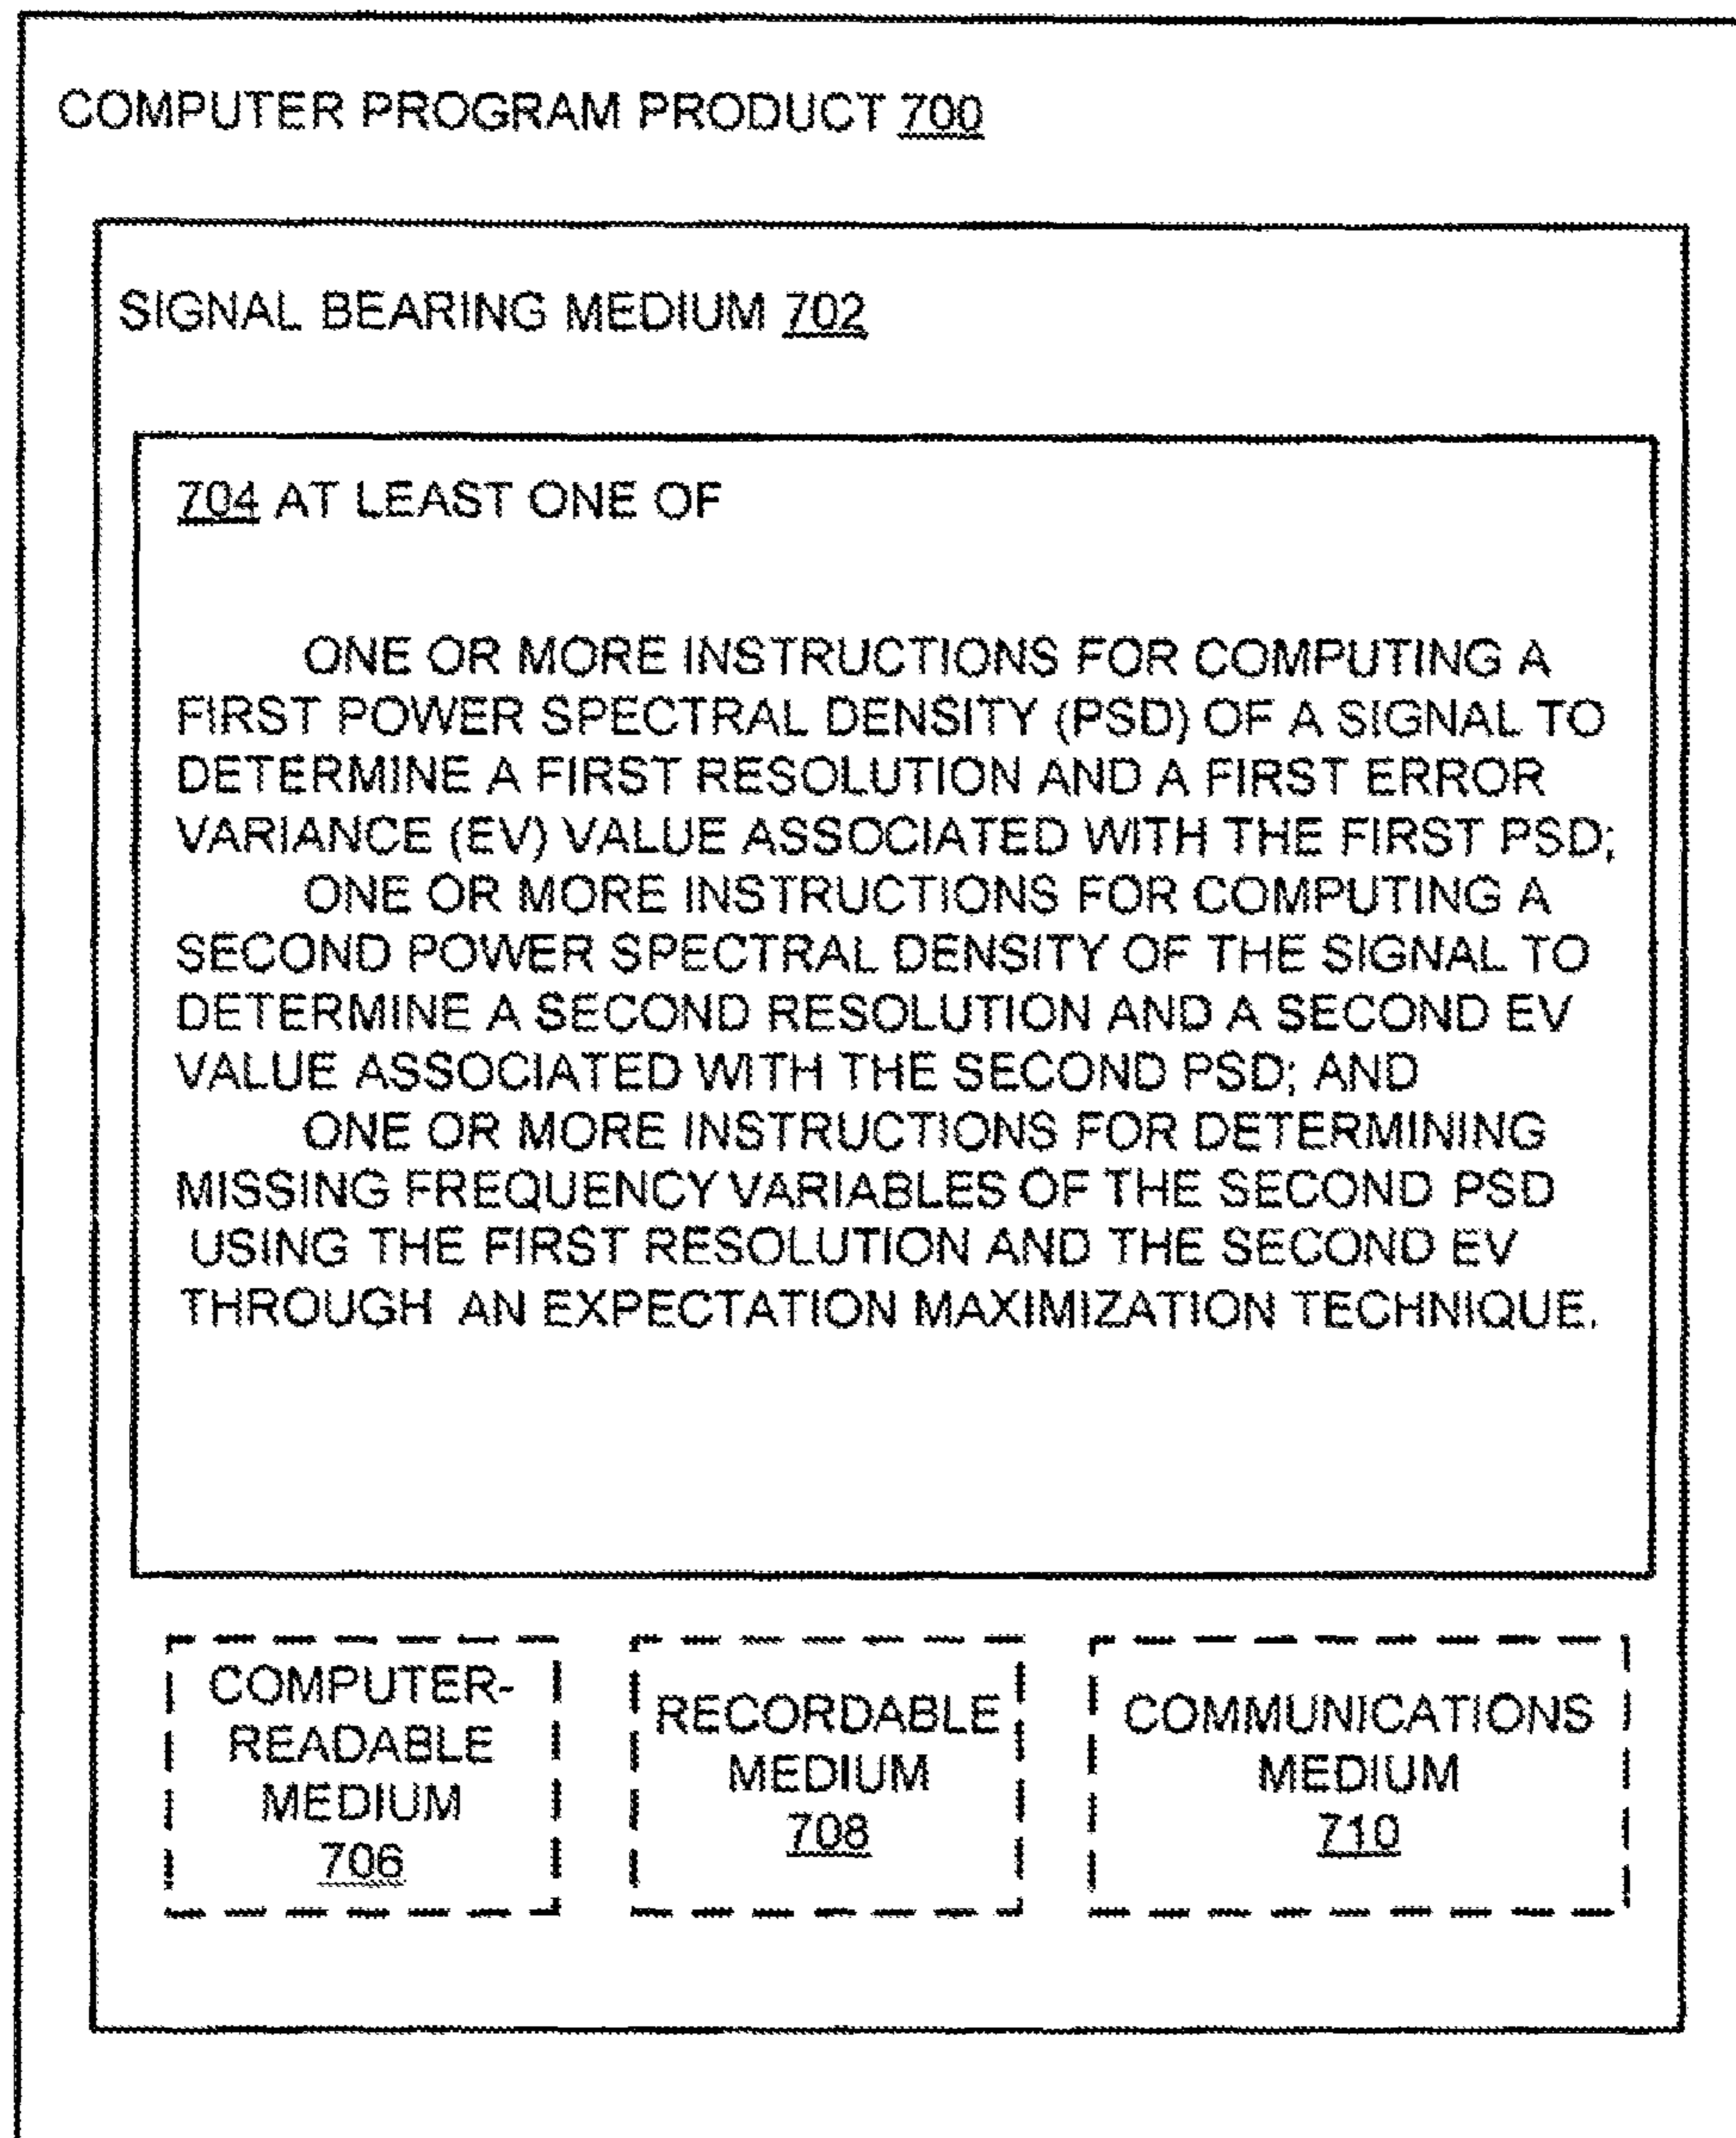 COMPUTER PROGRAM PRODUCT 700
SIGNAL BEARING MEDIUM 702
704 AT LEAST ONE OF
ONE OR MORE INSTRUCTIONS FOR COMPUTING A
FIRST POWER SPECTRAL DENSITY (PSD) OF A SIGNAL TO
DETERMINE A FIRST RESOLUTION AND A FIRST ERROR
VARIANCE (EV) VALUE ASSOCIATED WITH THE FIRST PSD;
ONE OR MORE INSTRUCTIONS FOR COMPUTING A
SECOND POWER SPECTRAL DENSITY OF THE SIGNAL TO
DETERMINE A SECOND RESOLUTION AND A SECOND EV
VALUE ASSOCIATED WITH THE SECOND PSD; AND
ONE OR MORE INSTRUCTIONS FOR DETERMINING
MISSING FREQUENCY VARIABLES OF THE SECOND PSD
USING THE FIRST RESOLUTION AND THE SECOND EV
THROUGH AN EXPECTATION MAXIMIZATION TECHNIQUE.
COMPUTER-
READABLE
MEDIUM
706
RECORDABLE
MEDIUM
708
COMMUNICATIONS
MEDIUM
710